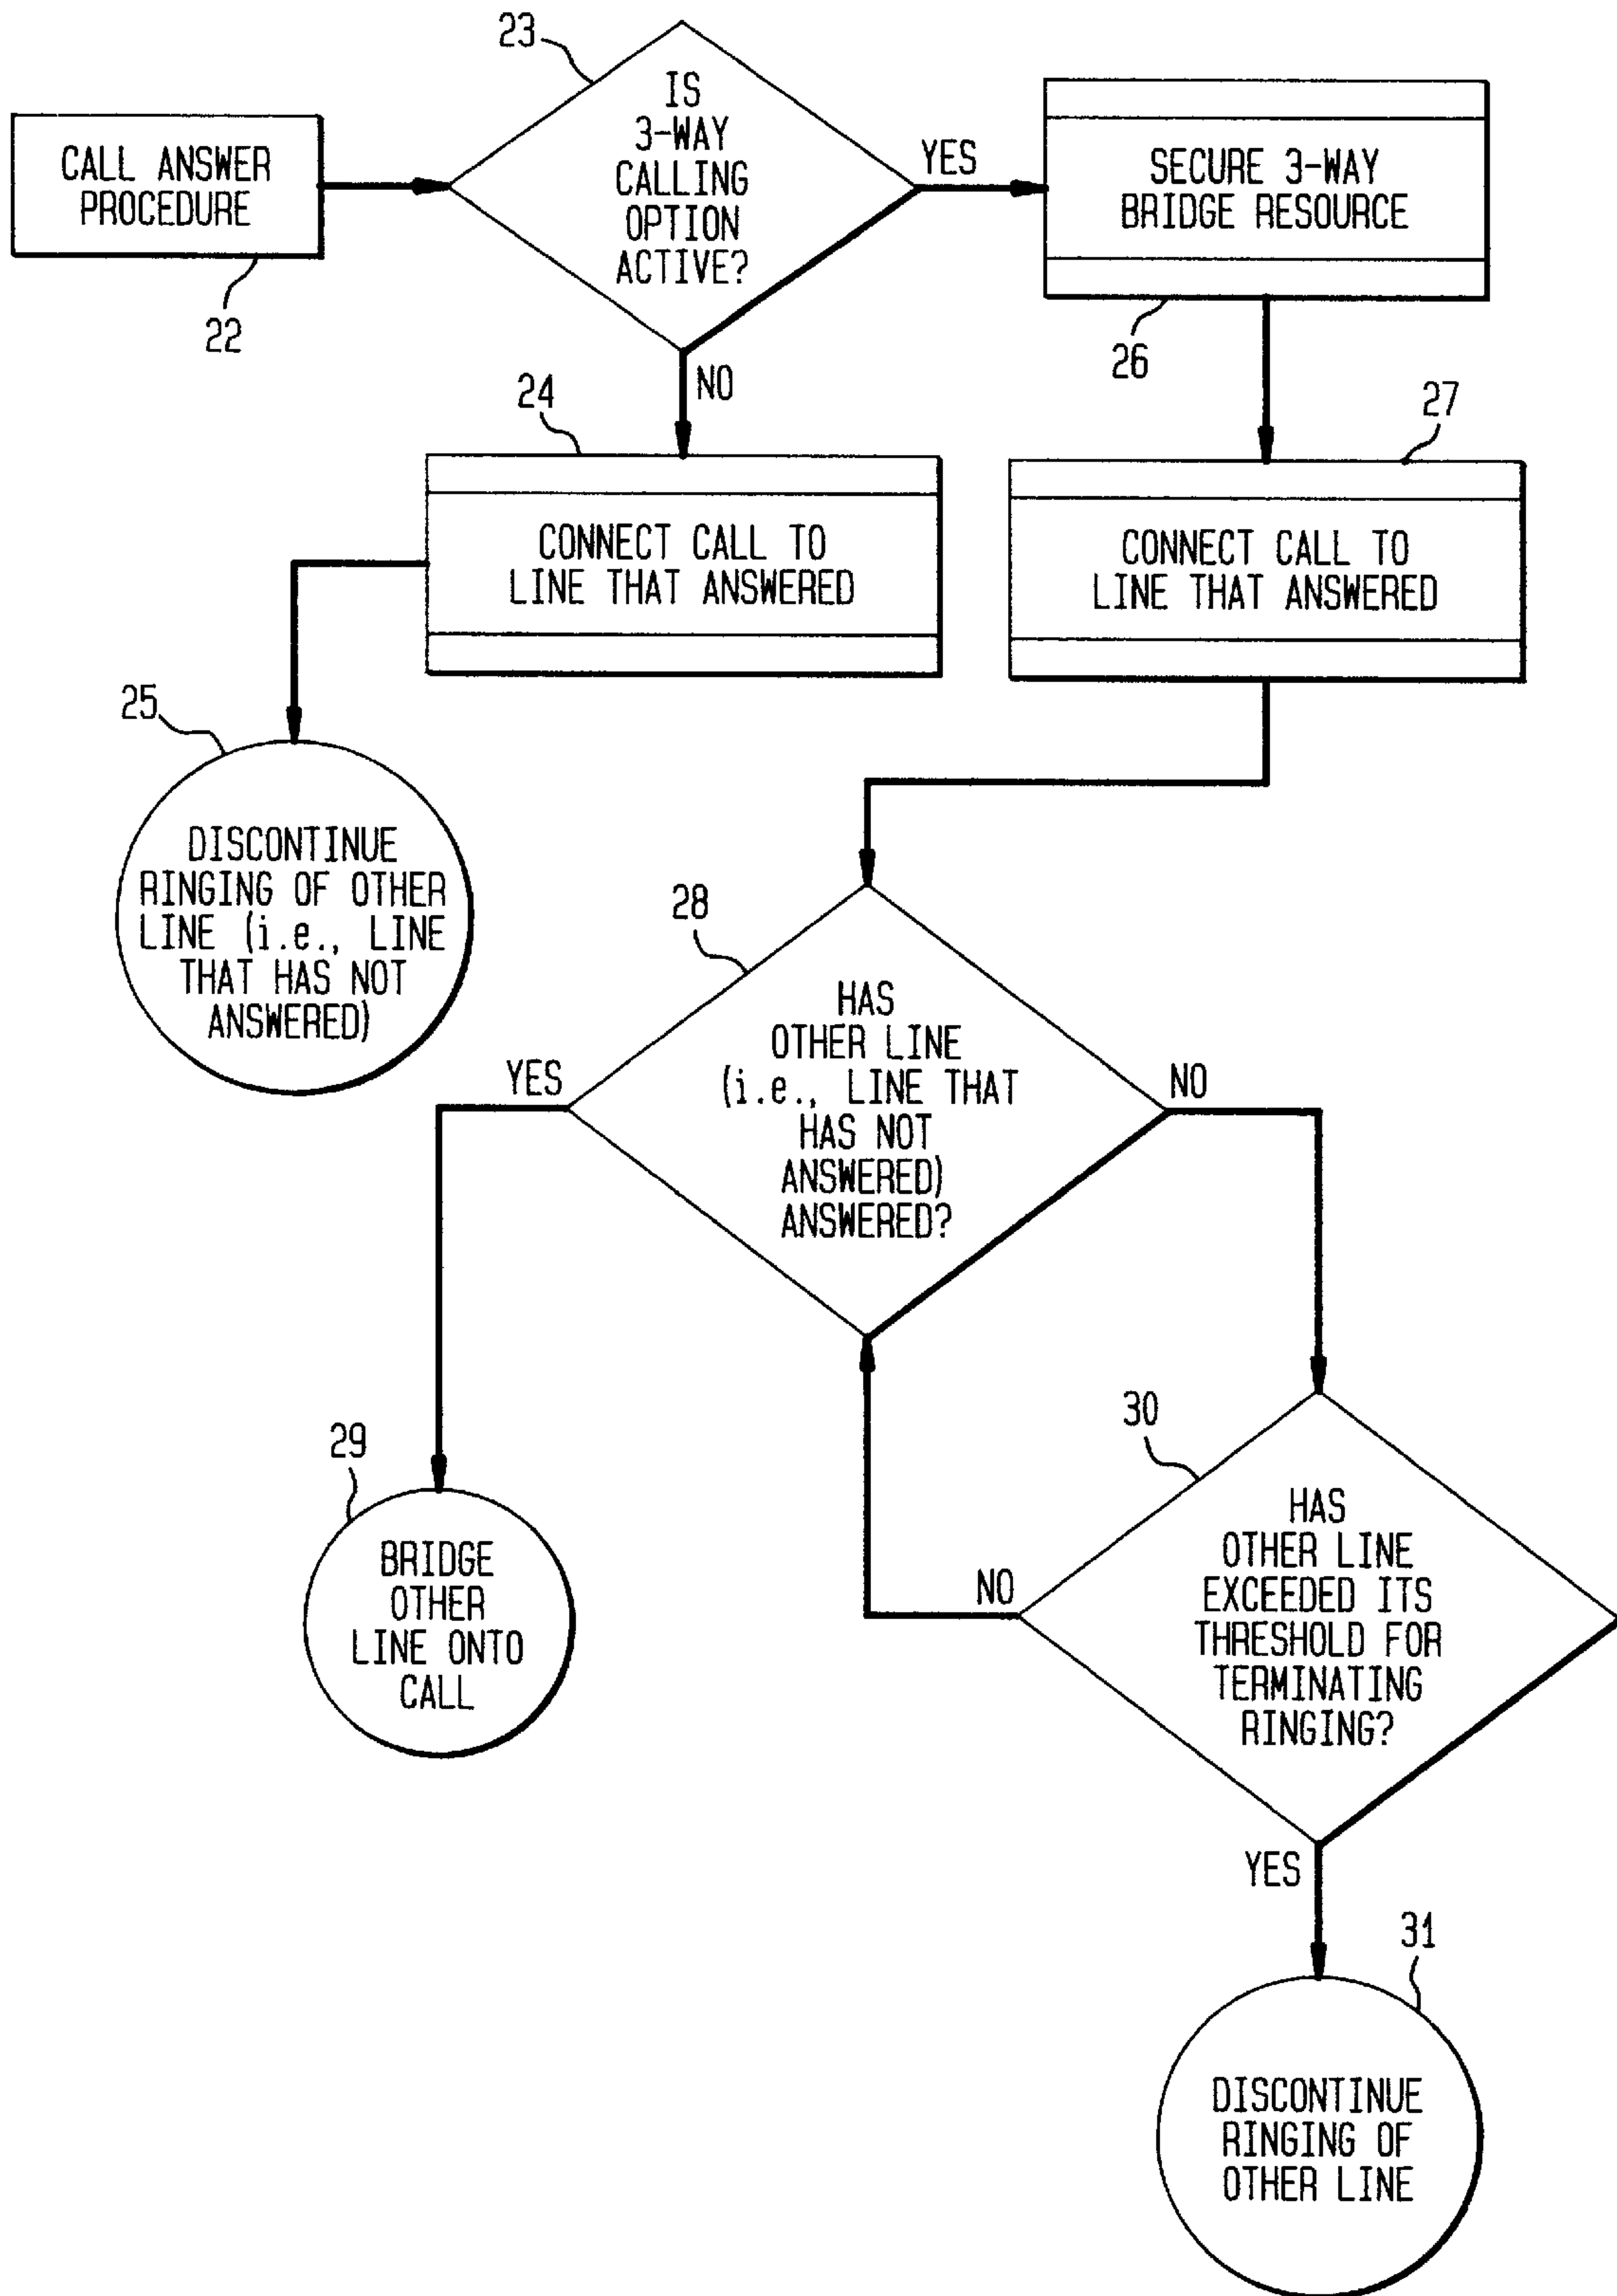 23
IS
3-WAY
CALLING
OPTION
ACTIVE?
CALL ANSWER
PROCEDURE
22
YES
SECURE 3-WAY
BRIDGE RESOURCE
26
NO
24
CONNECT CALL TO
LINE THAT ANSWERED
27
CONNECT CALL TO
LINE THAT ANSWERED
25
DISCONTINUE
RINGING OF OTHER
LINE (i.e., LINE
THAT HAS NOT
ANSWERED)
28
HAS
OTHER LINE
(i.e., LINE THAT
HAS NOT
ANSWERED)
ANSWERED?
YES
NO
29
BRIDGE
OTHER
LINE ONTO
CALL
30
HAS
OTHER LINE
EXCEEDED ITS
THRESHOLD FOR
TERMINATING
RINGING?
NO
YES
31
DISCONTINUE
RINGING OF
OTHER LINE